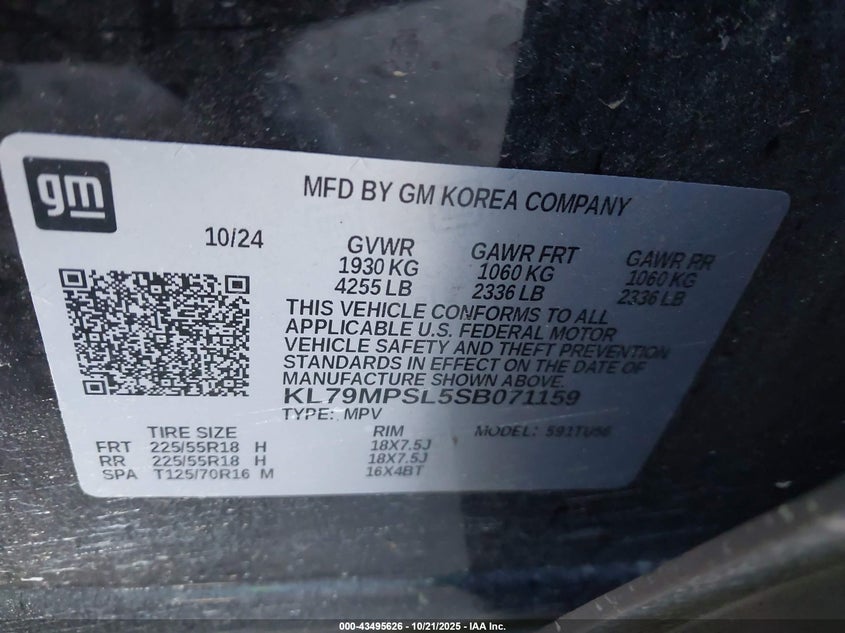 gm
MFD BY GM KOREA COMPANY
10/24
GVWR GAWR FRT GAWR RR
1930 KG 1060 KG 1060 KG
4255 LB 2336 LB 2336 LB
THIS VEHICLE CONFORMS TO ALL
APPLICABLE U.S. FEDERAL MOTOR
VEHICLE SAFETY AND THEFT PREVENTION
STANDARDS IN EFFECT ON THE DATE OF
MANUFACTURE SHOWN ABOVE.
KL79MPSL5SB071159
TYPE: MPV
TIRE SIZE RIM MODEL: 591TU56
FRT 225/55R18 H 18X7.5J
RR 225/55R18 H 18X7.5J
SPA T125/70R16 M 16X4BT
000-43495626 - 10/21/2025 - IAA Inc.